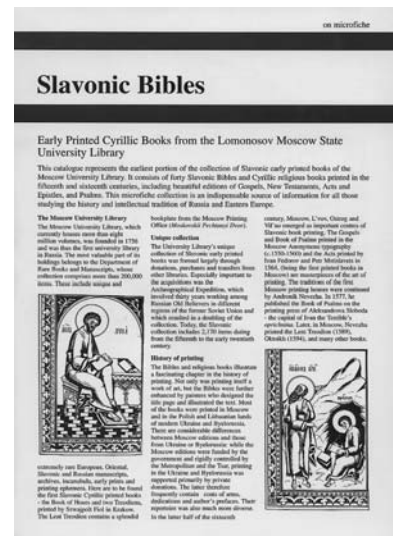 on microfiche
Slavonic Bibles
Early Printed Cyrillic Books from the Lomonosov Moscow State
University Library
This catalogue represents the earliest portion of the collection of Slavonic early printed books of the
Moscow University Library. It consists of forty Slavonic Bibles and Cyrillic religious books printed in the
fifteenth and sixteenth centuries, including beautiful editions of Gospels, New Testaments, Acts and
Epistles, and Psalms. This microfiche collection is an indispensable source of information for all those
studying the history and intellectual tradition of Russia and Eastern Europe.
The Moscow University Library
The Moscow University Library, which
currently houses more than eight
million volumes, was founded in 1756
and was thus the first university library
in Russia. The most valuable part of its
holdings belongs to the Department of
Rare Books and Manuscripts, whose
collection comprises more than 200,000
items. These include unique and
extremely rare European, Oriental,
Slavonic and Russian manuscripts,
archives, incunabula, early prints and
printing ephemera. Here are to be found
the first Slavonic Cyrillic printed books
- the Book of Hours and two Triodions,
printed by Szwajpolt Fiol in Krakow.
The Lent Triodion contains a splendid
bookplate from the Moscow Printing
Office (Moskovskii Pechatnyi Dvor).
Unique collection
The University Library's unique
collection of Slavonic early printed
books was formed largely through
donations, purchases and transfers from
other libraries. Especially important to
the acquisitions was the
Archaeographical Expedition, which
involved thirty years working among
Russian Old Believers in different
regions of the former Soviet Union and
which resulted in a doubling of the
collection. Today, the Slavonic
collection includes 2,170 items dating
from the fifteenth to the early twentieth
century.
History of printing
The Bibles and religious books illustrate
a fascinating chapter in the history of
printing. Not only was printing itself a
work of art, but the Bibles were further
enhanced by painters who designed the
title page and illustrated the text. Most
of the books were printed in Moscow
and in the Polish and Lithuanian lands
of modern Ukraine and Byelorussia.
There are considerable differences
between Moscow editions and those
from Ukraine or Byelorussia: while the
Moscow editions were funded by the
government and rigidly controlled by
the Metropolitan and the Tsar, printing
in the Ukraine and Byelorussia was
supported primarily by private
donations. The latter therefore
frequently contain coats of arms,
dedications and author's prefaces. Their
repertoire was also much more diverse.
In the latter half of the sixteenth
century, Moscow, L'vov, Ostrog and
Vil'no emerged as important centers of
Slavonic book printing. The Gospels
and Book of Psalms printed in the
Moscow Anonymous typography
(c.1550-1560) and the Acts printed by
Ivan Fedorov and Petr Mstislavets in
1564, (being the first printed books in
Moscow) are masterpieces of the art of
printing. The traditions of the first
Moscow printing houses were continued
by Andronik Nevezha. In 1577, he
published the Book of Psalms on the
printing press of Aleksandrova Sloboda
- the capital of Ivan the Terrible's
oprichnina. Later, in Moscow, Nevezha
printed the Lent Triodion (1589),
Oktoikh (1594), and many other books.